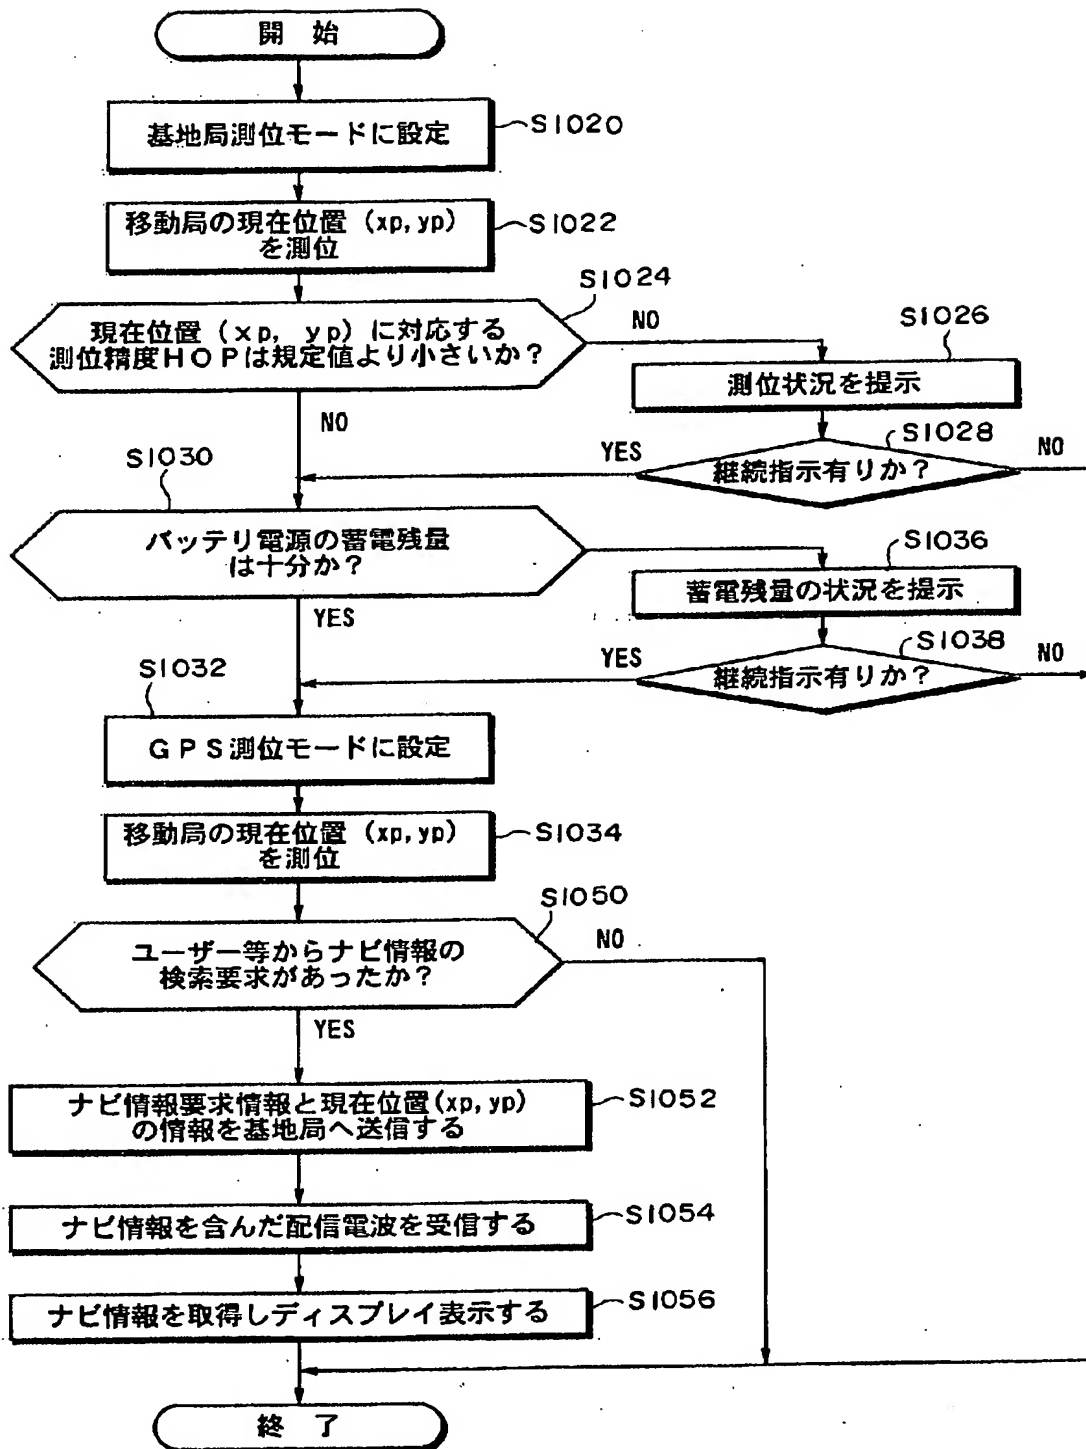 開 始
基地局測位モードに設定
S1020
移動局の現在位置 (xp, yp)
を測位
S1022
S1024
現在位置 (xp, yp) に対応する
測位精度HOPは規定値より小さいか?
NO
S1026
測位状況を提示
NO
S1028
継続指示有りか?
YES
NO
S1030
バッテリ電源の蓄電残量
は十分か?
S1036
蓄電残量の状況を提示
YES
S1038
継続指示有りか?
YES
NO
S1032
GPS測位モードに設定
移動局の現在位置 (xp, yp)
を測位
S1034
S1050
ユーザー等からナビ情報の
検索要求があったか?
NO
YES
ナビ情報要求情報と現在位置(xp, yp)
の情報を基地局へ送信する
S1052
ナビ情報を含んだ配信電波を受信する
S1054
ナビ情報を取得しディスプレイ表示する
S1056
終 了